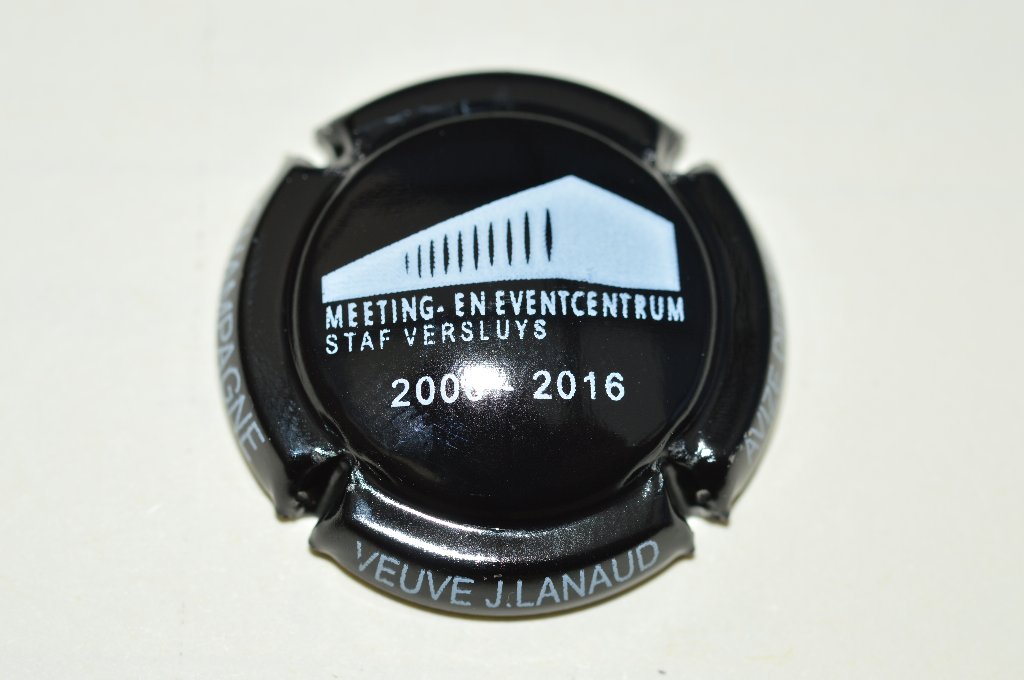 MEETING- EN EVENTCENTRUM
STAF VERSLUYS
- 2016
VEUVE J.LANAUD